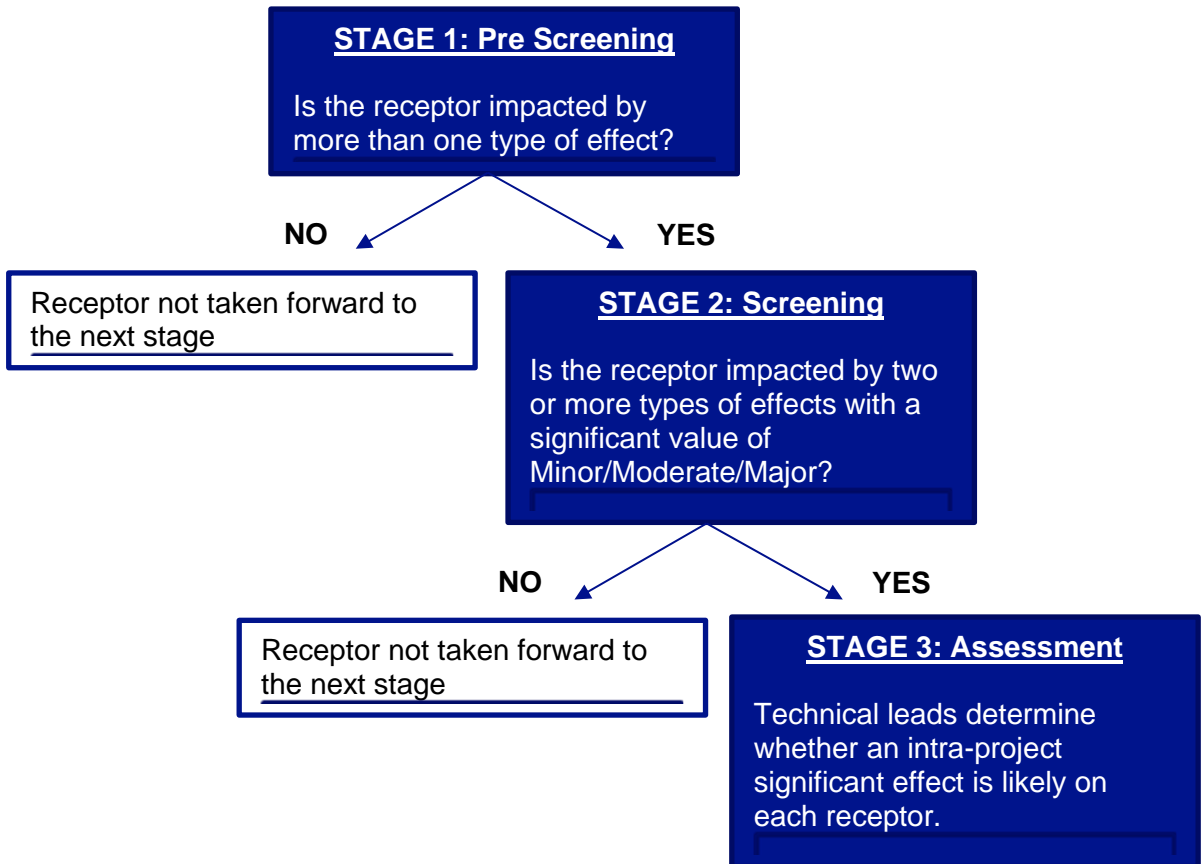 STAGE 1: Pre Screening
Is the receptor impacted by
more than one type of effect?
NO
YES
Receptor not taken forward to
the next stage
STAGE 2: Screening
Is the receptor impacted by two
or more types of effects with a
significant value of
Minor/Moderate/Major?
NO
YES
Receptor not taken forward to
the next stage
STAGE 3: Assessment
Technical leads determine
whether an intra-project
significant effect is likely on
each receptor.